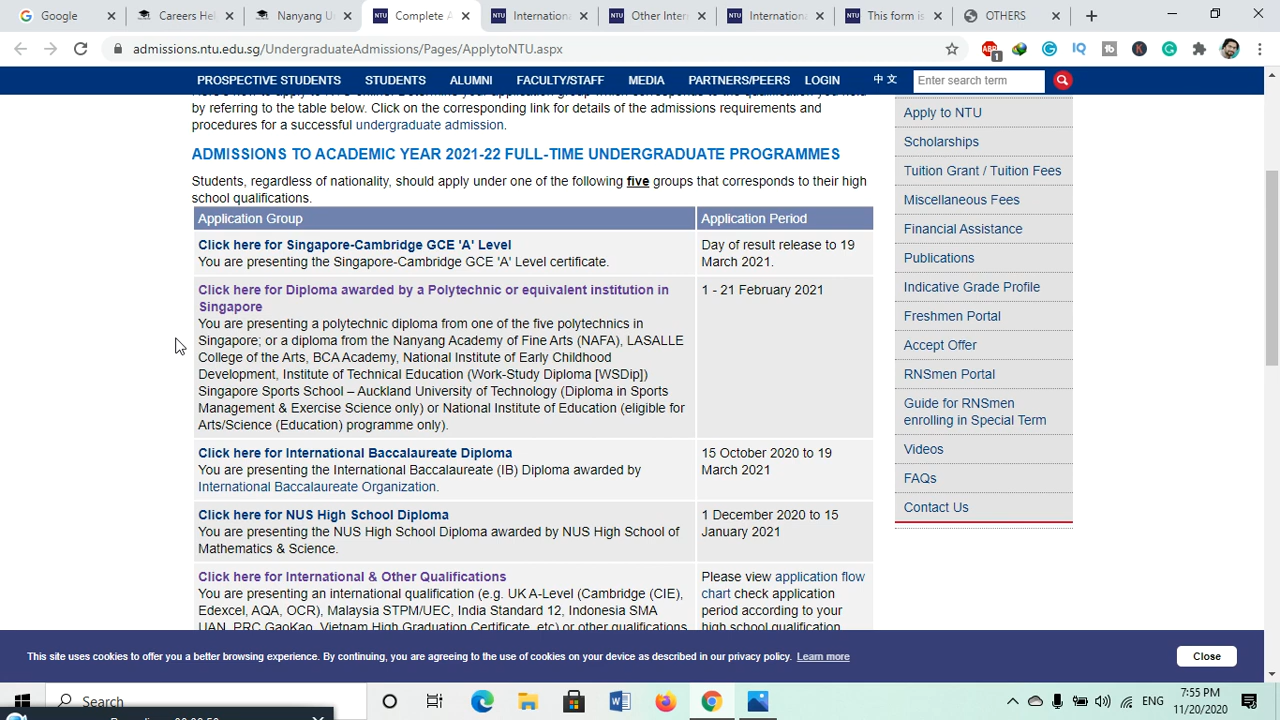 Google
Careers Hel
Nanyang U
Complete A
Internation
Other Inter
Internation
This form is
OTHERS
admissions.ntu.edu.sg/UndergraduateAdmissions/Pages/ApplytoNTU.aspx
PROSPECTIVE STUDENTS STUDENTS ALUMNI FACULTY/STAFF MEDIA PARTNERS/PEERS LOGIN 中 文 Enter search term
by referring to the table below. Click on the corresponding link for details of the admissions requirements and
procedures for a successful undergraduate admission.
ADMISSIONS TO ACADEMIC YEAR 2021-22 FULL-TIME UNDERGRADUATE PROGRAMMES
Students, regardless of nationality, should apply under one of the following five groups that corresponds to their high
school qualifications.
Application Group
Application Period
Click here for Singapore-Cambridge GCE 'A' Level
You are presenting the Singapore-Cambridge GCE 'A' Level certificate.
Day of result release to 19
March 2021.
Click here for Diploma awarded by a Polytechnic or equivalent institution in
Singapore
You are presenting a polytechnic diploma from one of the five polytechnics in
Singapore; or a diploma from the Nanyang Academy of Fine Arts (NAFA), LASALLE
College of the Arts, BCA Academy, National Institute of Early Childhood
Development, Institute of Technical Education (Work-Study Diploma [WSDip])
Singapore Sports School – Auckland University of Technology (Diploma in Sports
Management & Exercise Science only) or National Institute of Education (eligible for
Arts/Science (Education) programme only).
1 - 21 February 2021
Click here for International Baccalaureate Diploma
You are presenting the International Baccalaureate (IB) Diploma awarded by
International Baccalaureate Organization.
15 October 2020 to 19
March 2021
Click here for NUS High School Diploma
You are presenting the NUS High School Diploma awarded by NUS High School of
Mathematics & Science.
1 December 2020 to 15
January 2021
Click here for International & Other Qualifications
You are presenting an international qualification (e.g. UK A-Level (Cambridge (CIE),
Edexcel, AQA, OCR), Malaysia STPM/UEC, India Standard 12, Indonesia SMA
UAN, PRC GaoKao, Vietnam High Graduation Certificate, etc) or other qualifications
Please view application flow
chart check application
period according to your
high school qualification
Apply to NTU
Scholarships
Tuition Grant / Tuition Fees
Miscellaneous Fees
Financial Assistance
Publications
Indicative Grade Profile
Freshmen Portal
Accept Offer
RNSmen Portal
Guide for RNSmen
enrolling in Special Term
Videos
FAQs
Contact Us
This site uses cookies to offer you a better browsing experience. By continuing, you are agreeing to the use of cookies on your device as described in our privacy policy. Learn more
Close
Search
ENG
7:55 PM
11/20/2020